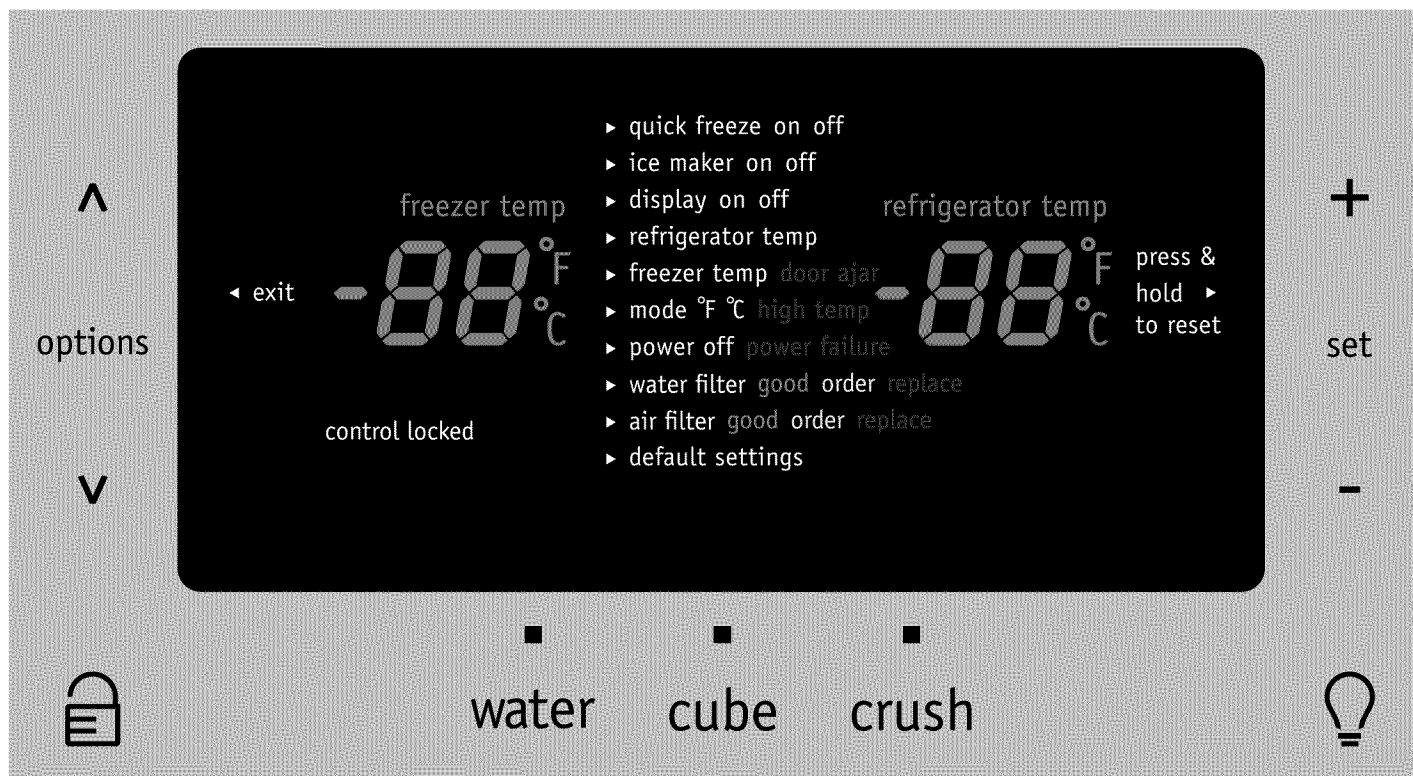 quick freeze on off
ice maker on off
display on off
refrigerator temp
freezer temp door ajar
mode °F °C high temp
power off power failure
water filter good order replace
air filter good order replace
default settings
freezer temp
-88 °F °C
refrigerator temp
-88 °F °C
exit
press &
hold
to reset
control locked
^
options
v
+
set
-
water
cube
crush